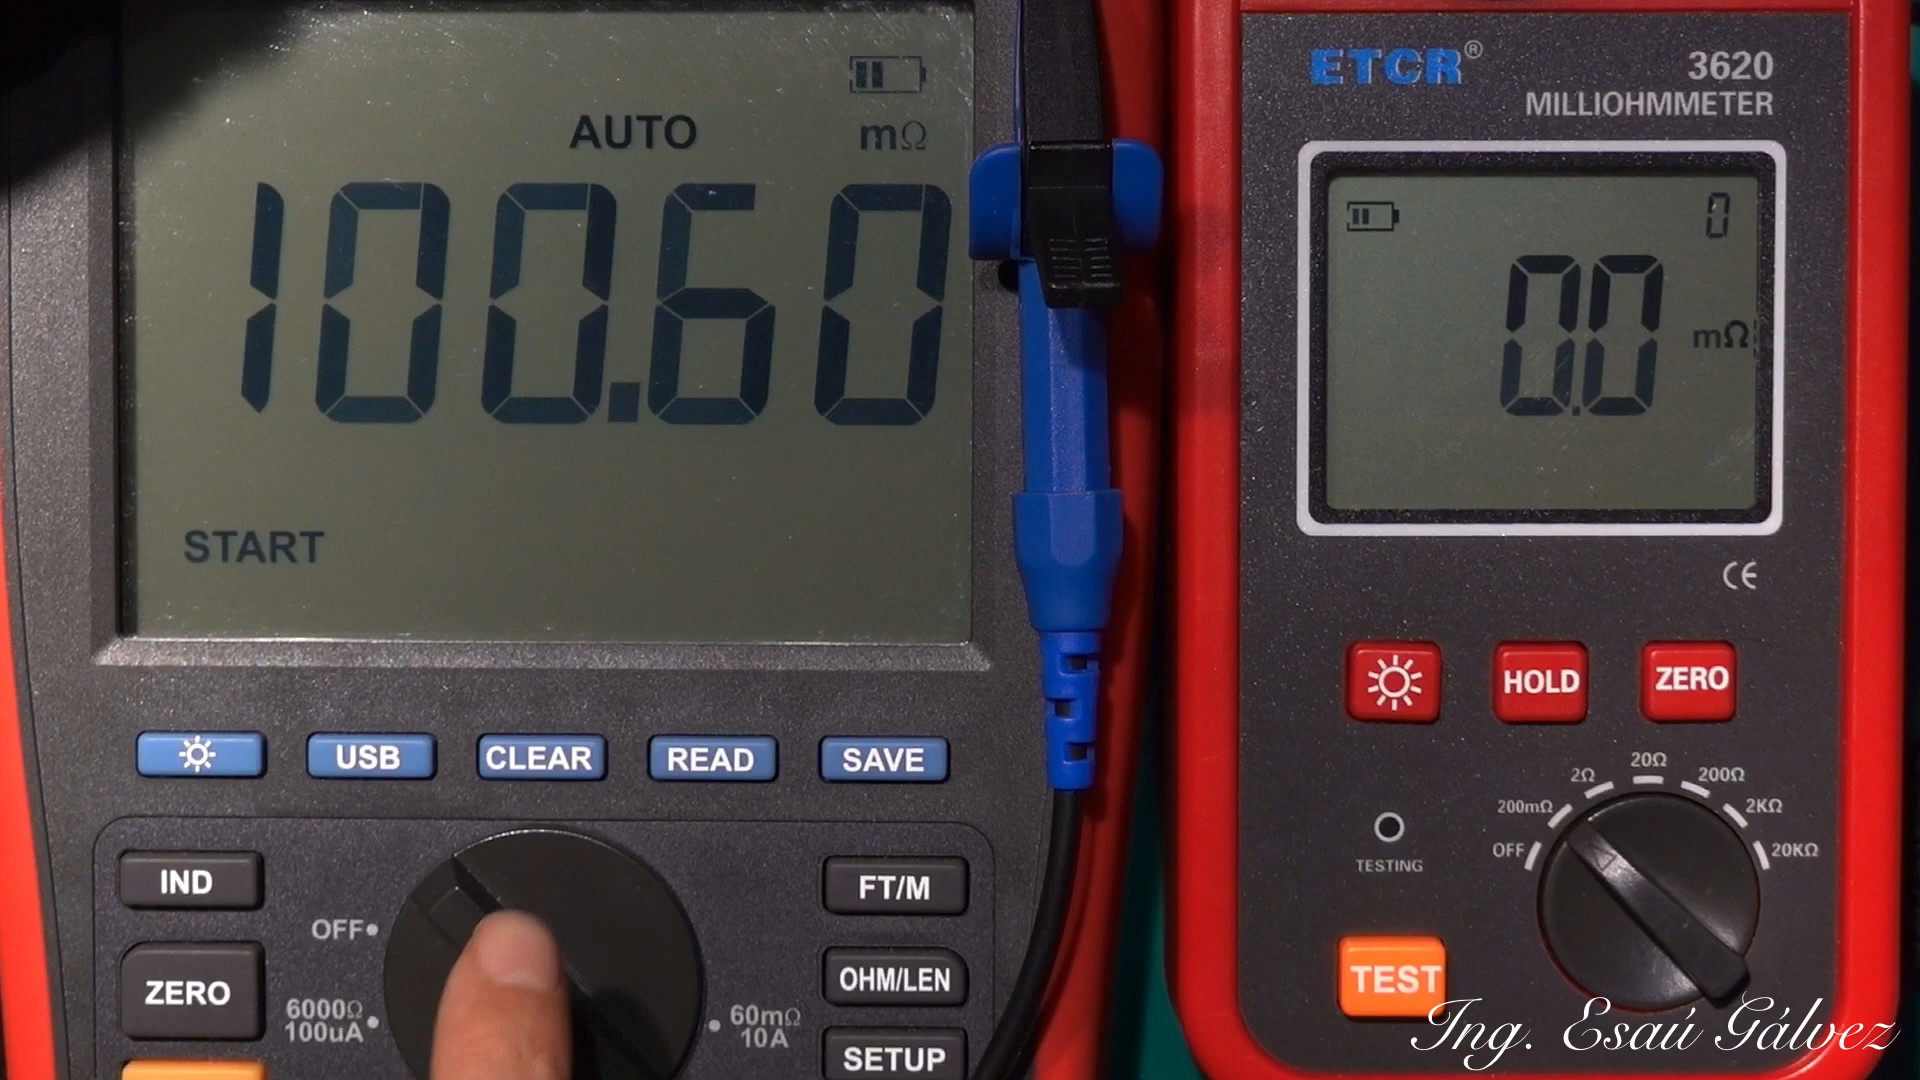 AUTO
mΩ
100.60
START
USB
CLEAR
READ
SAVE
IND
FT/M
OFF
ZERO
OHM/LEN
6000Ω
100uA
60mΩ
10A
SETUP
ETCR®
3620
MILLIOHMMETER
0
0.0
mΩ
CE
HOLD
ZERO
20Ω
2Ω
200Ω
200mΩ
2KΩ
OFF
20KΩ
TESTING
TEST
Ing. Esaú Gálvez